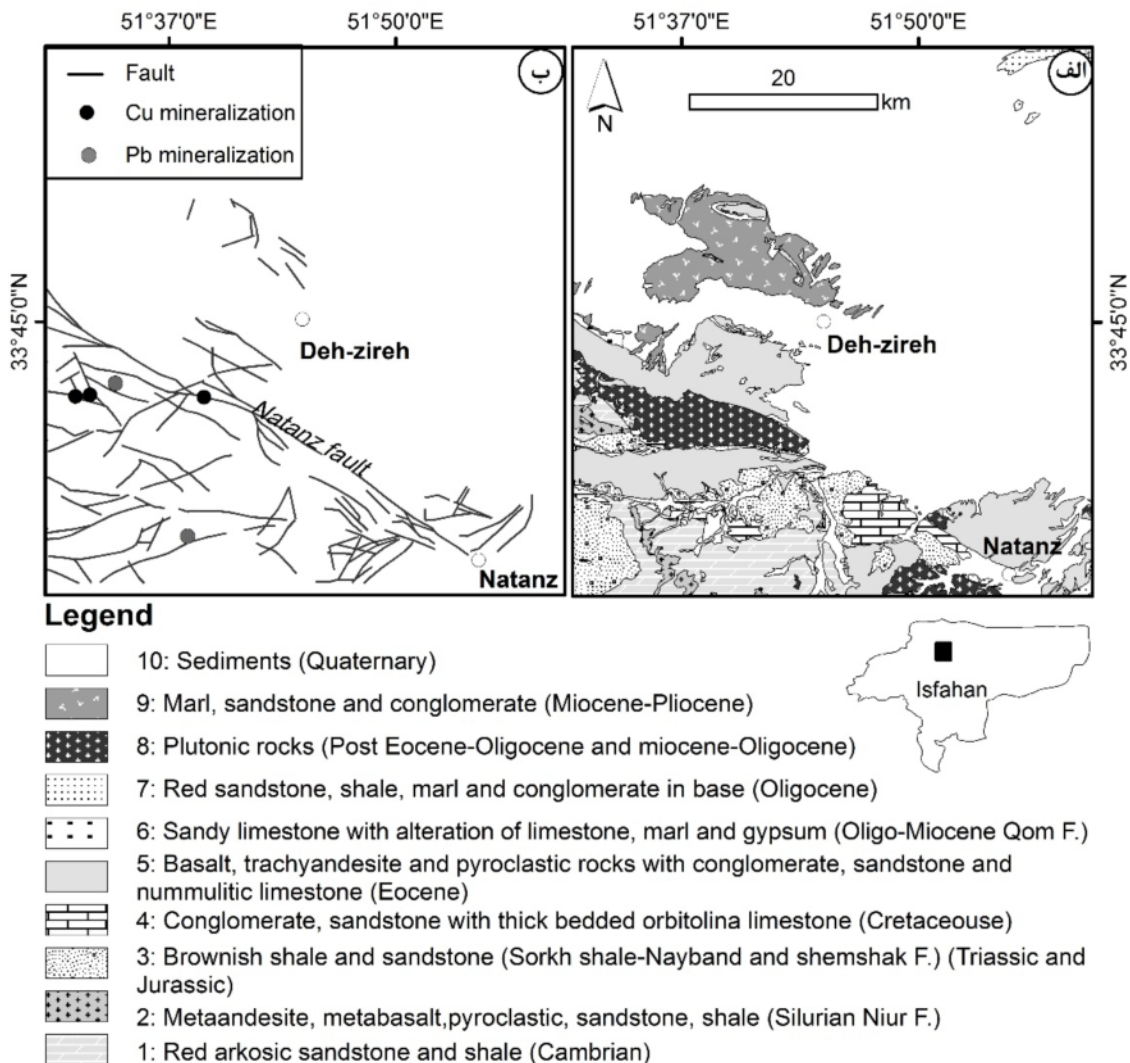 51°37'0"E
51°50'0"E
51°37'0"E
51°50'0"E
Fault
Cu mineralization
Pb mineralization
ب
الف
20
km
N
33°45'0"N
33°45'0"N
Deh-zireh
Deh-zireh
Natanz fault
Natanz
Natanz
Legend
10: Sediments (Quaternary)
9: Marl, sandstone and conglomerate (Miocene-Pliocene)
8: Plutonic rocks (Post Eocene-Oligocene and miocene-Oligocene)
7: Red sandstone, shale, marl and conglomerate in base (Oligocene)
6: Sandy limestone with alteration of limestone, marl and gypsum (Oligo-Miocene Qom F.)
5: Basalt, trachyandesite and pyroclastic rocks with conglomerate, sandstone and
nummulitic limestone (Eocene)
4: Conglomerate, sandstone with thick bedded orbitolina limestone (Cretaceouse)
3: Brownish shale and sandstone (Sorkh shale-Nayband and shemshak F.) (Triassic and
Jurassic)
2: Metaandesite, metabasalt,pyroclastic, sandstone, shale (Silurian Niur F.)
1: Red arkosic sandstone and shale (Cambrian)
Isfahan